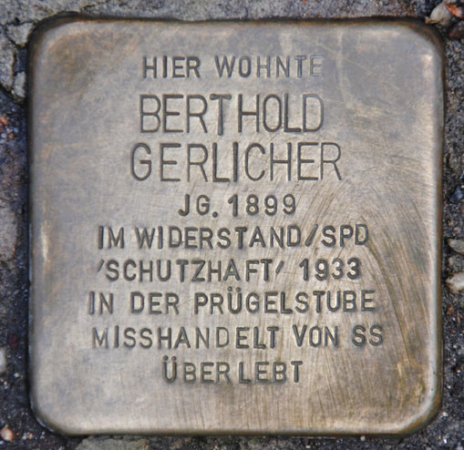 HIER WOHNTE
BERTHOLD
GERLICHER
JG. 1899
IM WIDERSTAND/SPD
'SCHUTZHAFT' 1933
IN DER PRÜGELSTUBE
MISSHANDELT VON SS
ÜBERLEBT